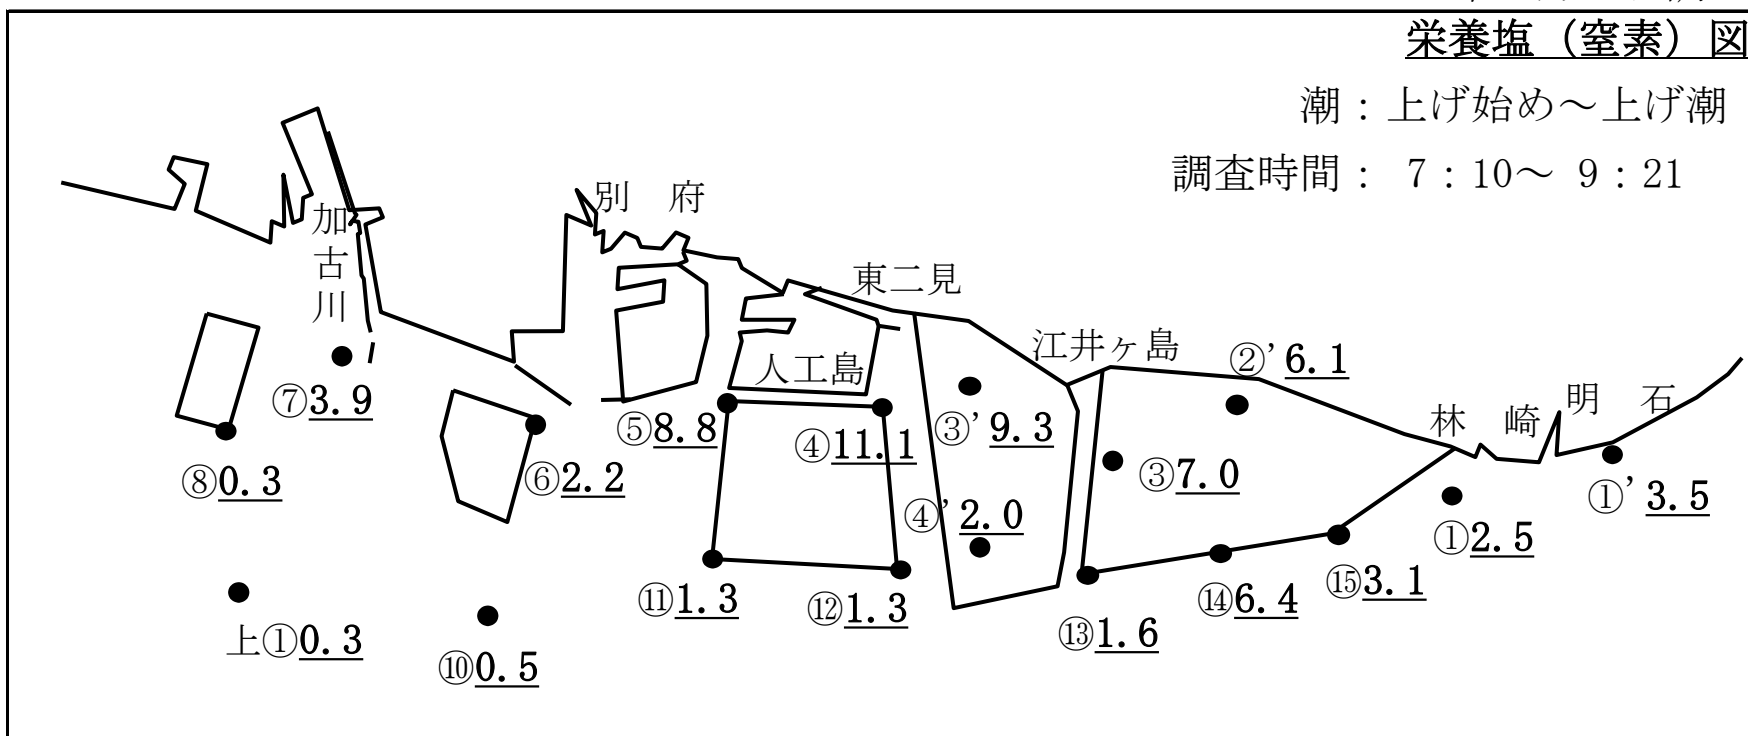 栄養塩（窒素）図
潮：上げ始め～上げ潮
調査時間： 7：10～ 9：21
別 府
加古川
東二見
江井ヶ島
人工島
林 崎
明 石
②' 6.1
⑦3.9
⑤8.8
④11.1
③' 9.3
⑧0.3
⑥2.2
③7.0
①' 3.5
④' 2.0
①2.5
⑪1.3
⑫1.3
⑭6.4
⑮3.1
上①0.3
⑩0.5
⑬1.6